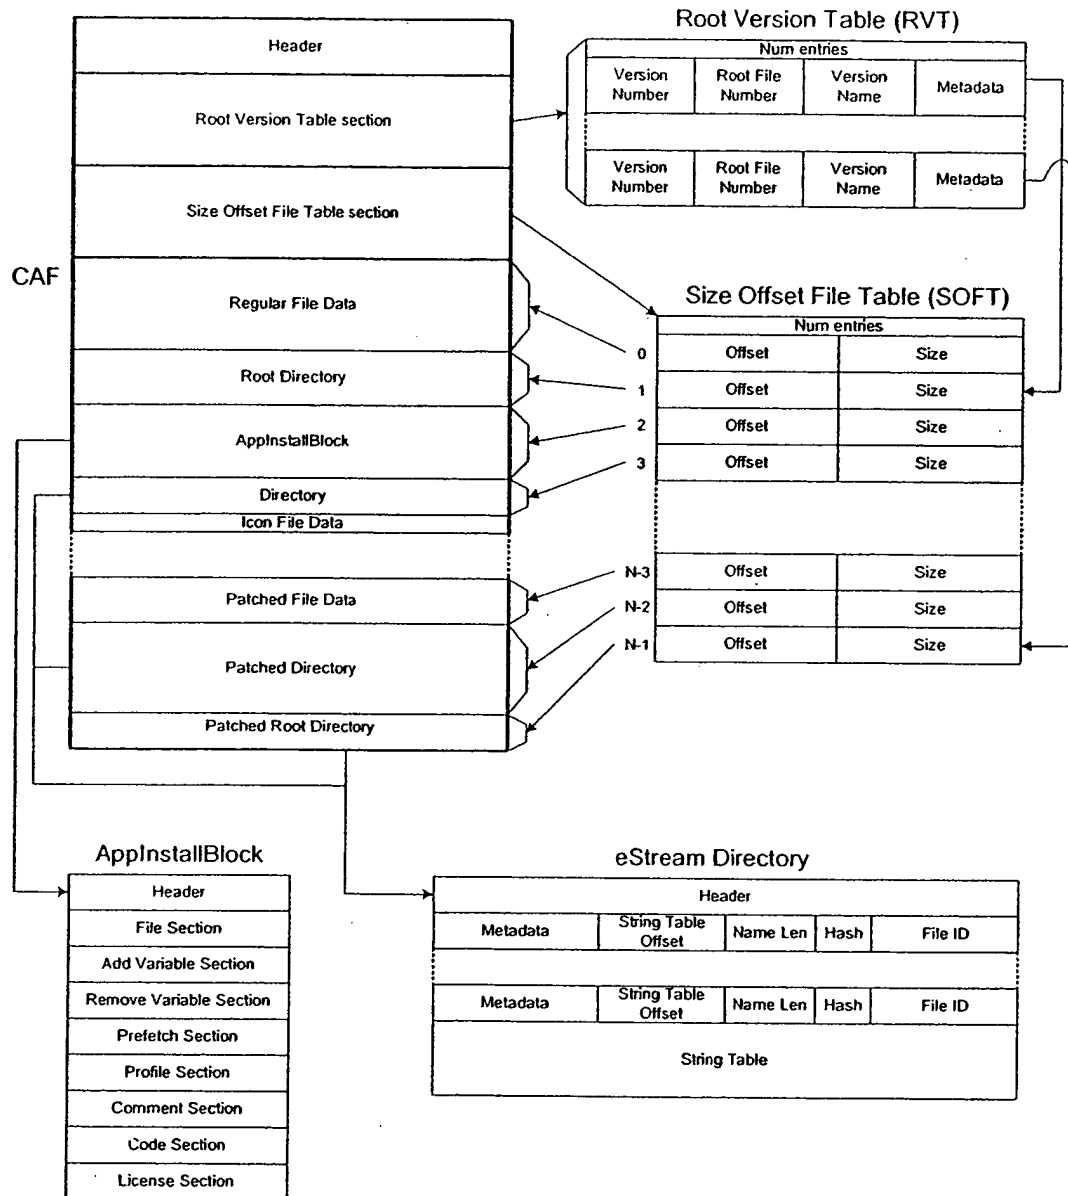 Root Version Table (RVT)
Num entries
Version Number
Root File Number
Version Name
Metadata
Version Number
Root File Number
Version Name
Metadata
CAF
Header
Root Version Table section
Size Offset File Table section
Regular File Data
Root Directory
AppInstallBlock
Directory
Icon File Data
Patched File Data
Patched Directory
Patched Root Directory
Size Offset File Table (SOFT)
Num entries
0 Offset Size
1 Offset Size
2 Offset Size
3 Offset Size
N-3 Offset Size
N-2 Offset Size
N-1 Offset Size
AppInstallBlock
Header
File Section
Add Variable Section
Remove Variable Section
Prefetch Section
Profile Section
Comment Section
Code Section
License Section
eStream Directory
Header
Metadata
String Table Offset
Name Len
Hash
File ID
Metadata
String Table Offset
Name Len
Hash
File ID
String Table